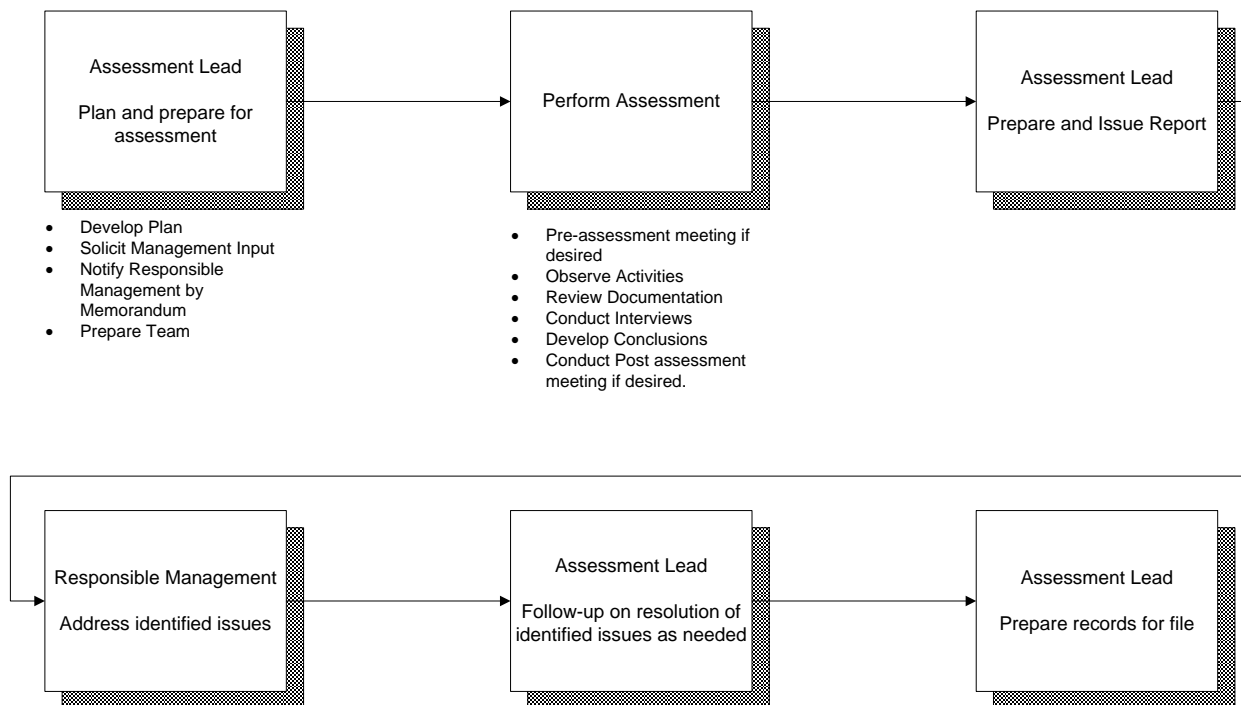 Assessment Lead
Plan and prepare for
assessment
• Develop Plan
• Solicit Management Input
• Notify Responsible
Management by
Memorandum
• Prepare Team
Perform Assessment
• Pre-assessment meeting if
desired
• Observe Activities
• Review Documentation
• Conduct Interviews
• Develop Conclusions
• Conduct Post assessment
meeting if desired.
Assessment Lead
Prepare and Issue Report
Responsible Management
Address identified issues
Assessment Lead
Follow-up on resolution of
identified issues as needed
Assessment Lead
Prepare records for file